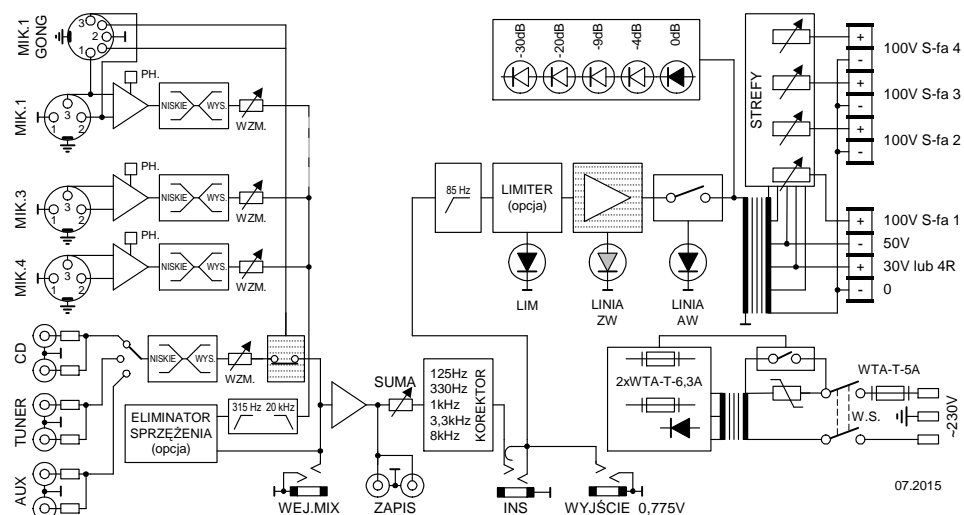 MIK.1
GONG
3
2
1
PH.
NISKIE
WYS.
WZM.
MIK.1
3
1
2
PH.
NISKIE
WYS.
WZM.
MIK.3
3
1
2
PH.
NISKIE
WYS.
WZM.
MIK.4
3
1
2
CD
NISKIE
WYS.
WZM.
TUNER
AUX
315 Hz
20 kHz
ELIMINATOR
SPRZĘŻENIA
(opcja)
WEJ.MIX
ZAPIS
SUMA
125Hz
330Hz
1kHz
3,3kHz
8kHz
KOREKTOR
INS
WYJŚCIE 0,775V
85 Hz
LIMITER
(opcja)
LIM
LINIA
ZW
LINIA
AW
-30dB
-20dB
-9dB
-4dB
0dB
STREFY
+
100V S-fa 4
-
+
100V S-fa 3
-
+
100V S-fa 2
-
+
100V S-fa 1
-
50V
+
30V lub 4R
-
0
2xWTA-T-6,3A
WTA-T-5A
W.S.
~230V
07.2015